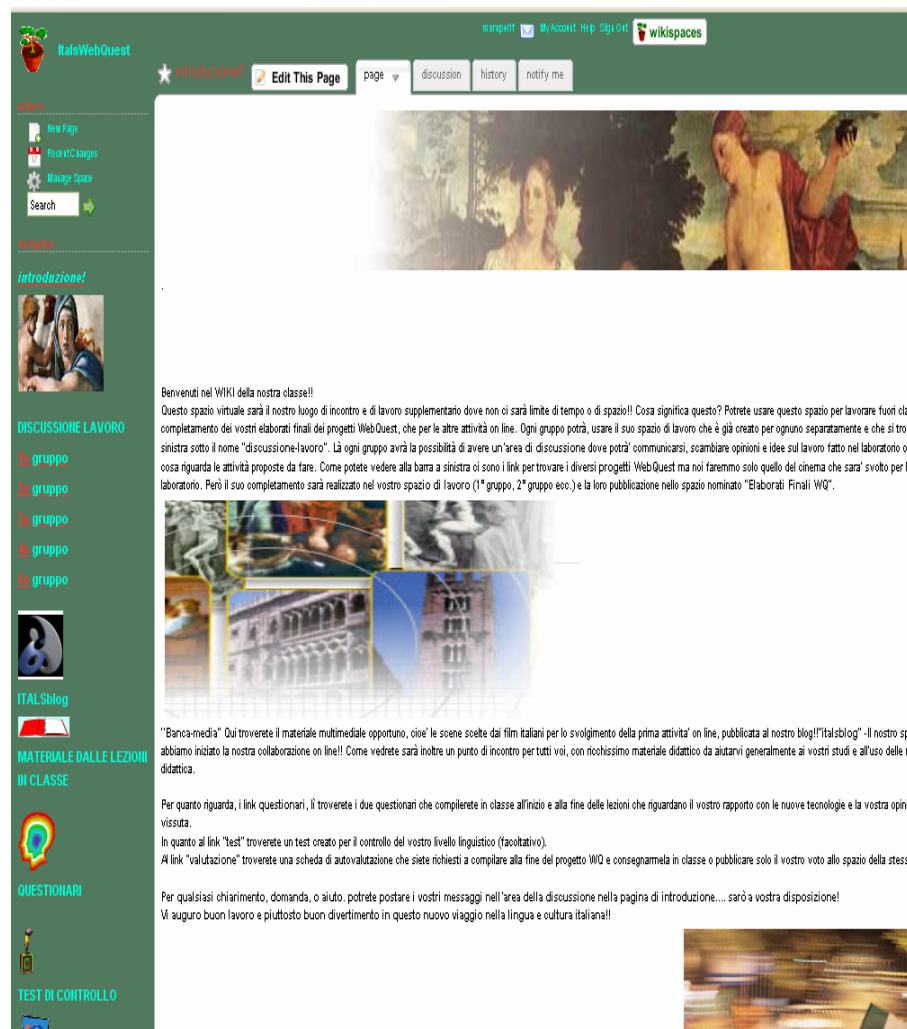 marapertf My Account Help Sign Out wikispaces
ItalsWebQuest
introduzione!! Edit This Page page discussion history notify me
Actions
New Page
Recent Changes
Manage Space
Search
Navigation
introduzione!
DISCUSSIONE LAVORO
1o gruppo
2o gruppo
3o gruppo
4o gruppo
5o gruppo
ITALSblog
MATERIALE DALLE LEZIONI
IN CLASSE
QUESTIONARI
TEST DI CONTROLLO
.
Benvenuti nel WIKI della nostra classe!!
Questo spazio virtuale sarà il nostro luogo di incontro e di lavoro supplementario dove non ci sarà limite di tempo o di spazio!! Cosa significa questo? Potrete usare questo spazio per lavorare fuori cla
completamento dei vostri elaborati finali dei progetti WebQuest, che per le altre attività on line. Ogni gruppo potrà, usare il suo spazio di lavoro che è già creato per ognuno separatamente e che si tro
sinistra sotto il nome "discussione-lavoro". Là ogni gruppo avrà la possibilità di avere un'area di discussione dove potrà' communicarsi, scambiare opinioni e idee sul lavoro fatto nel laboratorio o
cosa riguarda le attività proposte da fare. Come potete vedere alla barra a sinistra ci sono i link per trovare i diversi progetti WebQuest ma noi faremmo solo quello del cinema che sara' svolto per l
laboratorio. Però il suo completamento sarà realizzato nel vostro spazio di lavoro (1º gruppo, 2º gruppo ecc.) e la loro pubblicazione nello spazio nominato "Elaborati Finali WQ".
''Banca-media" Qui troverete il materiale multimediale opportuno, cioe' le scene scelte dai film italiani per lo svolgimento della prima attivita' on line, pubblicata al nostro blog!!"italsblog" -Il nostro sp
abbiamo iniziato la nostra collaborazione on line!! Come vedrete sarà inoltre un punto di incontro per tutti voi, con ricchissimo materiale didattico da aiutarvi generalmente ai vostri studi e all'uso delle
didattica.
Per quanto riguarda, i link questionari, lì troverete i due questionari che compilerete in classe all'inizio e alla fine delle lezioni che riguardano il vostro rapporto con le nuove tecnologie e la vostra opin
vissuta.
In quanto al link "test" troverete un test creato per il controllo del vostro livello linguistico (facoltativo).
Al link "valutazione" troverete una scheda di autovalutazione che siete richiesti a compilare alla fine del progetto WQ e consegnarmela in classe o pubblicare solo il vostro voto allo spazio della stess
Per qualsiasi chiarimento, domanda, o aiuto. potrete postare i vostri messagi nell'area della discussione nella pagina di introduzione.... sarò a vostra disposizione!
Vi auguro buon lavoro e piuttosto buon divertimento in questo nuovo viaggio nella lingua e cultura italiana!!